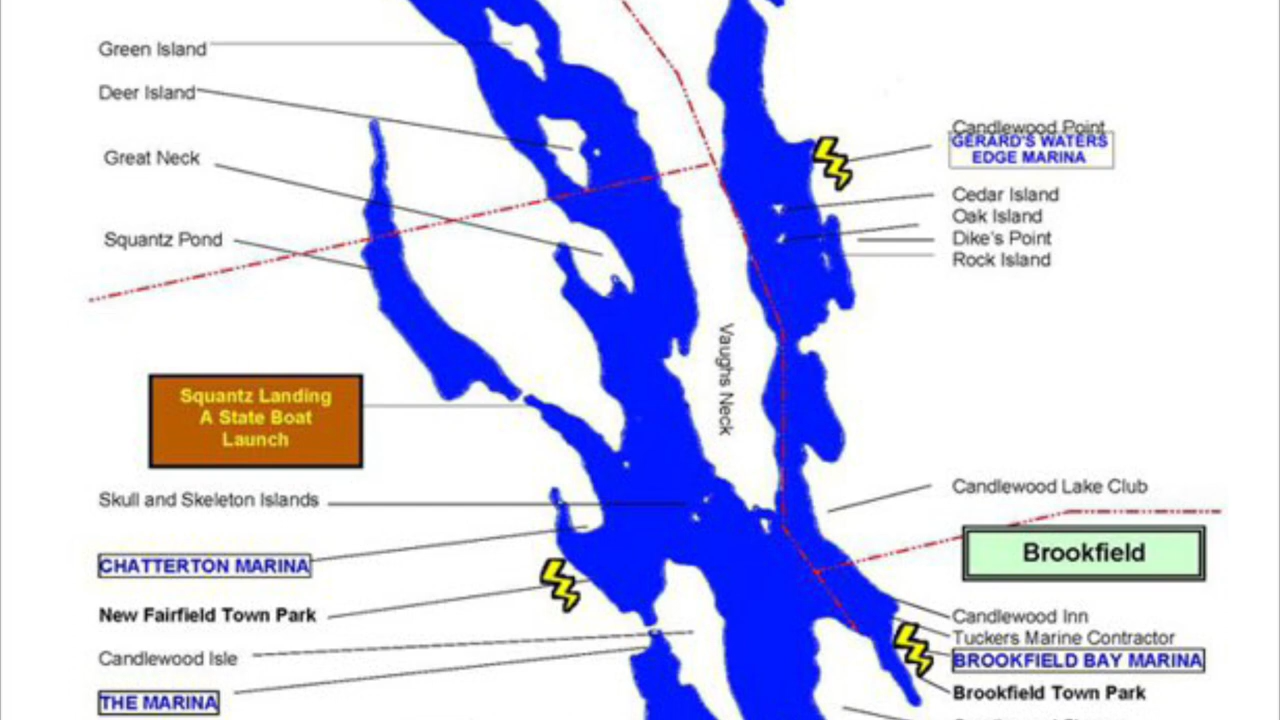 Green Island
Deer Island
Great Neck
Squantz Pond
Squantz Landing
A State Boat
Launch
Skull and Skeleton Islands
CHATTERTON MARINA
New Fairfield Town Park
Candlewood Isle
THE MARINA
Vaughs Neck
Candlewood Point
GERARD'S WATERS
EDGE MARINA
Cedar Island
Oak Island
Dike's Point
Rock Island
Candlewood Lake Club
Brookfield
Candlewood Inn
Tuckers Marine Contractor
BROOKFIELD BAY MARINA
Brookfield Town Park